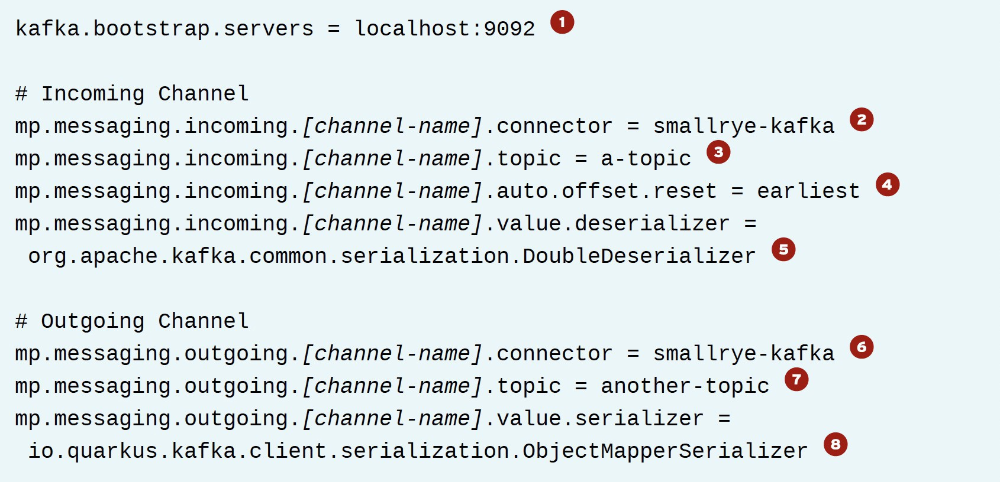 kafka.bootstrap.servers = localhost:9092 1
# Incoming Channel
mp.messaging.incoming.[channel-name].connector = smallrye-kafka 2
mp.messaging.incoming.[channel-name].topic = a-topic 3
mp.messaging.incoming.[channel-name].auto.offset.reset = earliest 4
mp.messaging.incoming.[channel-name].value.deserializer =
org.apache.kafka.common.serialization.DoubleDeserializer 5
# Outgoing Channel
mp.messaging.outgoing.[channel-name].connector = smallrye-kafka 6
mp.messaging.outgoing.[channel-name].topic = another-topic 7
mp.messaging.outgoing.[channel-name].value.serializer =
io.quarkus.kafka.client.serialization.ObjectMapperSerializer 8